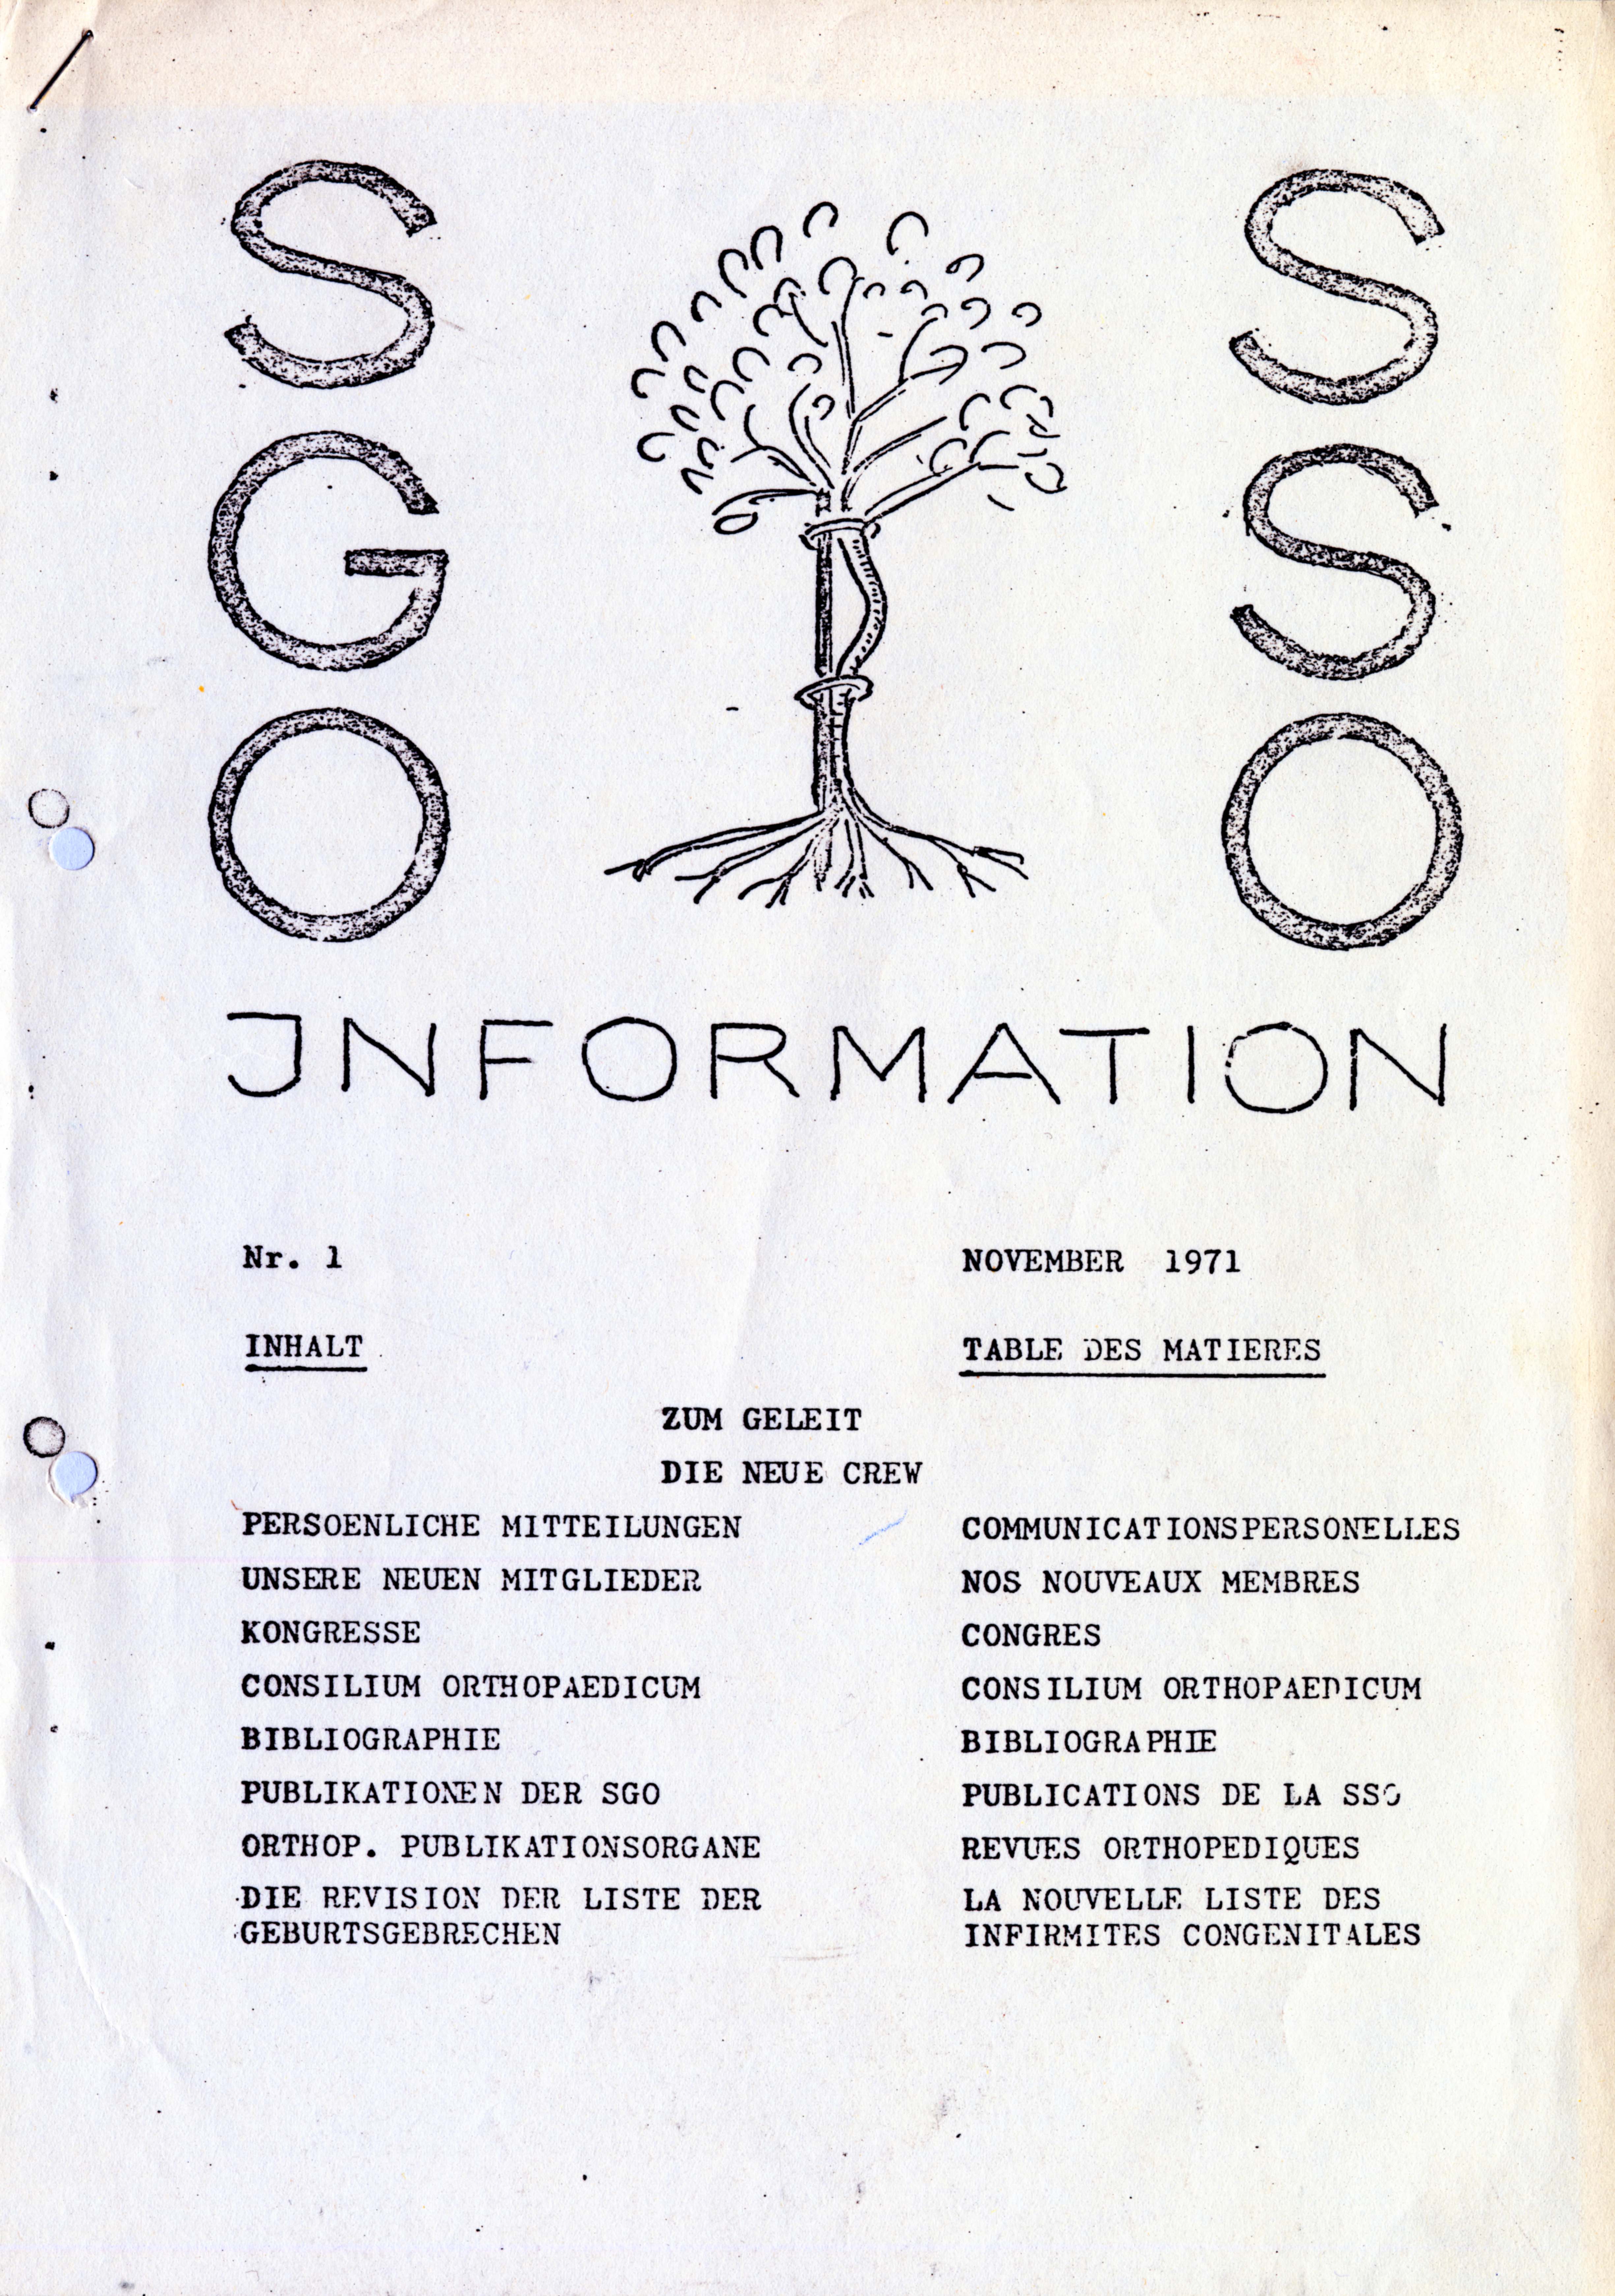 SGO
SSO
JNFORMATION
Nr. 1
NOVEMBER 1971
INHALT
TABLE DES MATIERES
ZUM GELEIT
DIE NEUE CREW
PERSOENLICHE MITTEILUNGEN
COMMUNICATIONSPERSONELLES
UNSERE NEUEN MITGLIEDER
NOS NOUVEAUX MEMBRES
KONGRESSE
CONGRES
CONSILIUM ORTHOPAEDICUM
CONSILIUM ORTHOPAEDICUM
BIBLIOGRAPHIE
BIBLIOGRAPHIE
PUBLIKATIONEN DER SGO
PUBLICATIONS DE LA SSO
ORTHOP. PUBLIKATIONSORGANE
REVUES ORTHOPEDIQUES
DIE REVISION DER LISTE DER
GEBURTSGEBRECHEN
LA NOUVELLE LISTE DES
INFIRMITES CONGENITALES